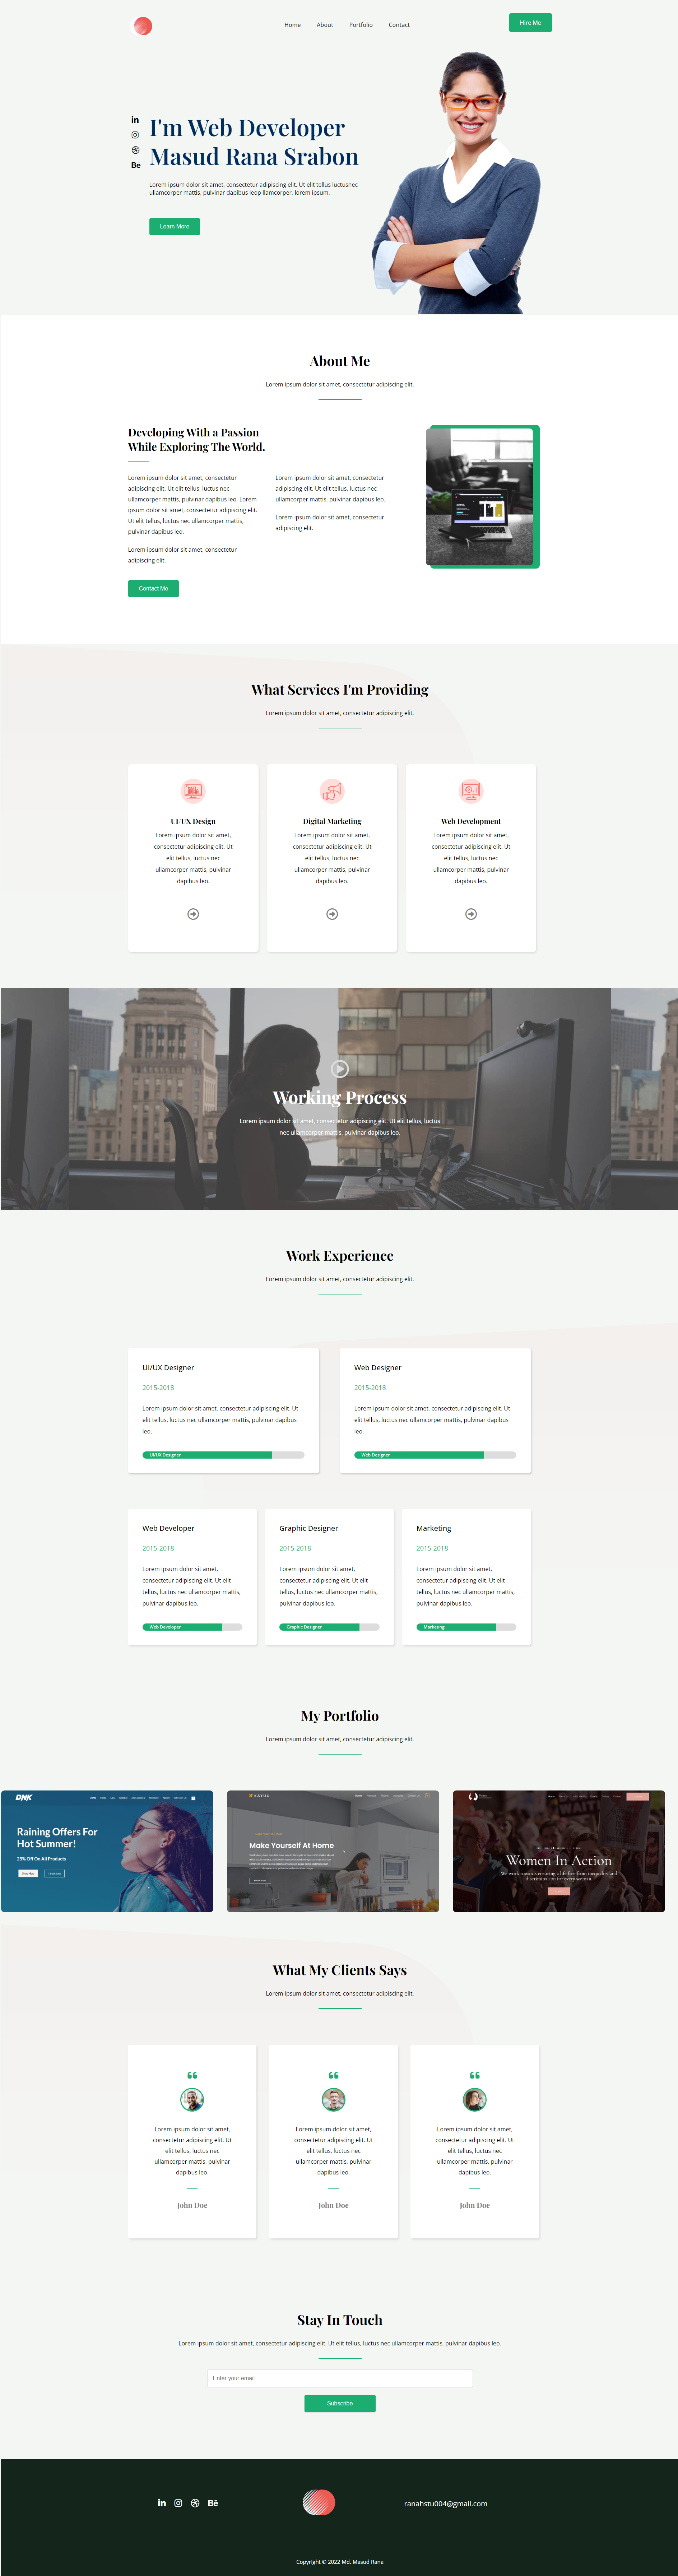 Home About Portfolio Contact
Hire Me
I'm Web Developer
Masud Rana Srabon
Lorem ipsum dolor sit amet, consectetur adipiscing elit. Ut elit tellus luctusnec
ullamcorper mattis, pulvinar dapibus leop llamcorper, lorem ipsum.
Learn More
About Me
Lorem ipsum dolor sit amet, consectetur adipiscing elit.
Developing With a Passion
While Exploring The World.
Lorem ipsum dolor sit amet, consectetur
adipiscing elit. Ut elit tellus, luctus nec
ullamcorper mattis, pulvinar dapibus leo. Lorem
ipsum dolor sit amet, consectetur adipiscing elit.
Ut elit tellus, luctus nec ullamcorper mattis,
pulvinar dapibus leo.
Lorem ipsum dolor sit amet, consectetur
adipiscing elit.
Lorem ipsum dolor sit amet, consectetur
adipiscing elit. Ut elit tellus, luctus nec
ullamcorper mattis, pulvinar dapibus leo.
Lorem ipsum dolor sit amet, consectetur
adipiscing elit.
Contact Me
What Services I'm Providing
Lorem ipsum dolor sit amet, consectetur adipiscing elit.
UI/UX Design
Lorem ipsum dolor sit amet,
consectetur adipiscing elit. Ut
elit tellus, luctus nec
ullamcorper mattis, pulvinar
dapibus leo.
Digital Marketing
Lorem ipsum dolor sit amet,
consectetur adipiscing elit. Ut
elit tellus, luctus nec
ullamcorper mattis, pulvinar
dapibus leo.
Web Development
Lorem ipsum dolor sit amet,
consectetur adipiscing elit. Ut
elit tellus, luctus nec
ullamcorper mattis, pulvinar
dapibus leo.
Working Process
Lorem ipsum dolor sit amet, consectetur adipiscing elit. Ut elit tellus, luctus
nec ullamcorper mattis, pulvinar dapibus leo.
Work Experience
Lorem ipsum dolor sit amet, consectetur adipiscing elit.
UI/UX Designer
2015-2018
Lorem ipsum dolor sit amet, consectetur adipiscing elit. Ut
elit tellus, luctus nec ullamcorper mattis, pulvinar dapibus
leo.
UI/UI Designer
Web Designer
2015-2018
Lorem ipsum dolor sit amet, consectetur adipiscing elit. Ut
elit tellus, luctus nec ullamcorper mattis, pulvinar dapibus
leo.
Web Designer
Web Developer
2015-2018
Lorem ipsum dolor sit amet,
consectetur adipiscing elit. Ut elit
tellus, luctus nec ullamcorper mattis,
pulvinar dapibus leo.
Web Developer
Graphic Designer
2015-2018
Lorem ipsum dolor sit amet,
consectetur adipiscing elit. Ut elit
tellus, luctus nec ullamcorper mattis,
pulvinar dapibus leo.
Graphic Designer
Marketing
2015-2018
Lorem ipsum dolor sit amet,
consectetur adipiscing elit. Ut elit
tellus, luctus nec ullamcorper mattis,
pulvinar dapibus leo.
Marketing
My Portfolio
Lorem ipsum dolor sit amet, consectetur adipiscing elit.
DNK
Raining Offers For
Hot Summer!
25% Off On All Products
KAYUU
Make Yourself At Home
Women In Action
We work towards ensuring a life free from inequality and
discrimination for every woman.
What My Clients Says
Lorem ipsum dolor sit amet, consectetur adipiscing elit.
Lorem ipsum dolor sit amet,
consectetur adipiscing elit. Ut
elit tellus, luctus nec
ullamcorper mattis, pulvinar
dapibus leo.
John Doe
Lorem ipsum dolor sit amet,
consectetur adipiscing elit. Ut
elit tellus, luctus nec
ullamcorper mattis, pulvinar
dapibus leo.
John Doe
Lorem ipsum dolor sit amet,
consectetur adipiscing elit. Ut
elit tellus, luctus nec
ullamcorper mattis, pulvinar
dapibus leo.
John Doe
Stay In Touch
Lorem ipsum dolor sit amet, consectetur adipiscing elit. Ut elit tellus, luctus nec ullamcorper mattis, pulvinar dapibus leo.
Enter your email
Subscribe
ranahstu004@gmail.com
Copyright © 2022 Md. Masud Rana